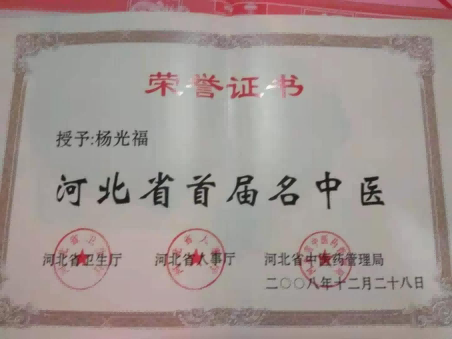 荣誉证书
授予:杨光福
河北省首届名中医
河北省卫生厅 河北省人事厅 河北省中医药管理局
二〇〇八年十二月二十八日